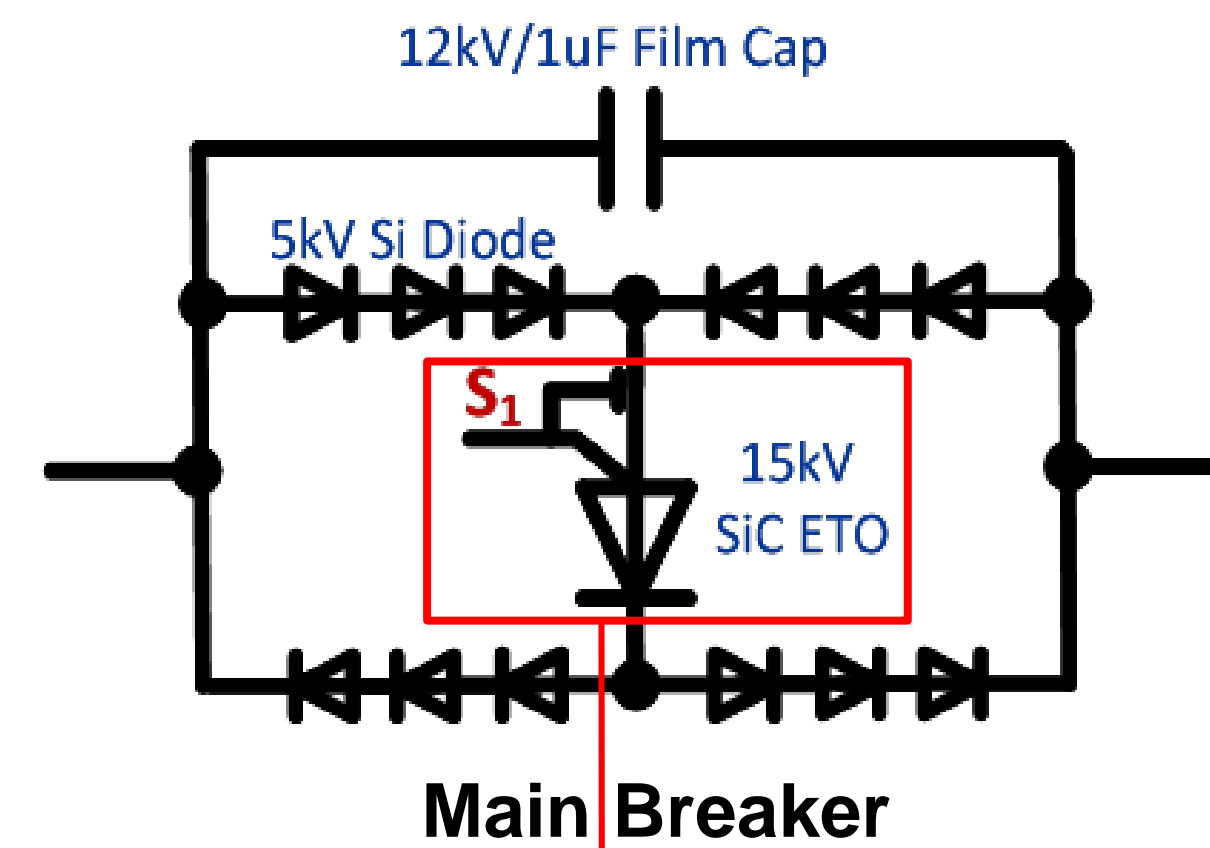 12kV/1uF Film Cap
5kV Si Diode
S₁
15kV
SiC ETO
Main Breaker